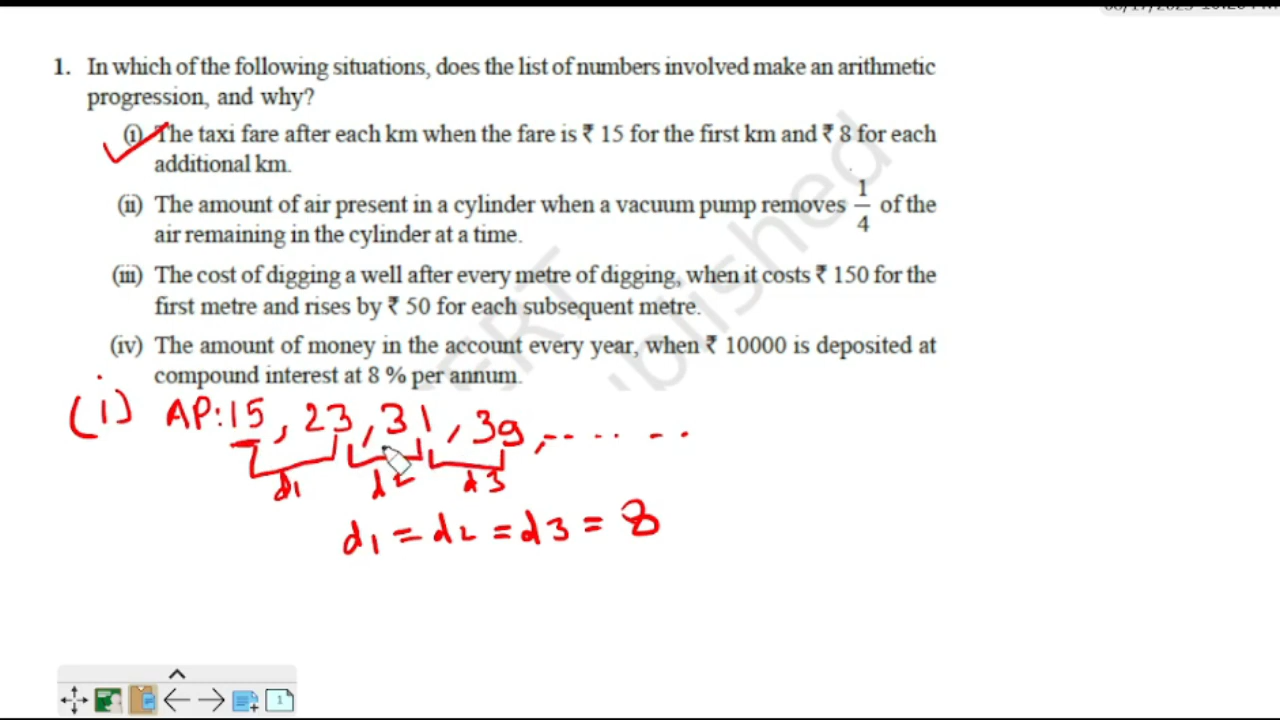 1. In which of the following situations, does the list of numbers involved make an arithmetic
progression, and why?
(i) The taxi fare after each km when the fare is ₹ 15 for the first km and ₹ 8 for each
additional km.
(ii) The amount of air present in a cylinder when a vacuum pump removes 1/4 of the
air remaining in the cylinder at a time.
(iii) The cost of digging a well after every metre of digging, when it costs ₹ 150 for the
first metre and rises by ₹ 50 for each subsequent metre.
(iv) The amount of money in the account every year, when ₹ 10000 is deposited at
compound interest at 8 % per annum.
(i) AP: 15, 23, 31, 39, .......
d1 d2 d3
d1 = d2 = d3 = 8
1